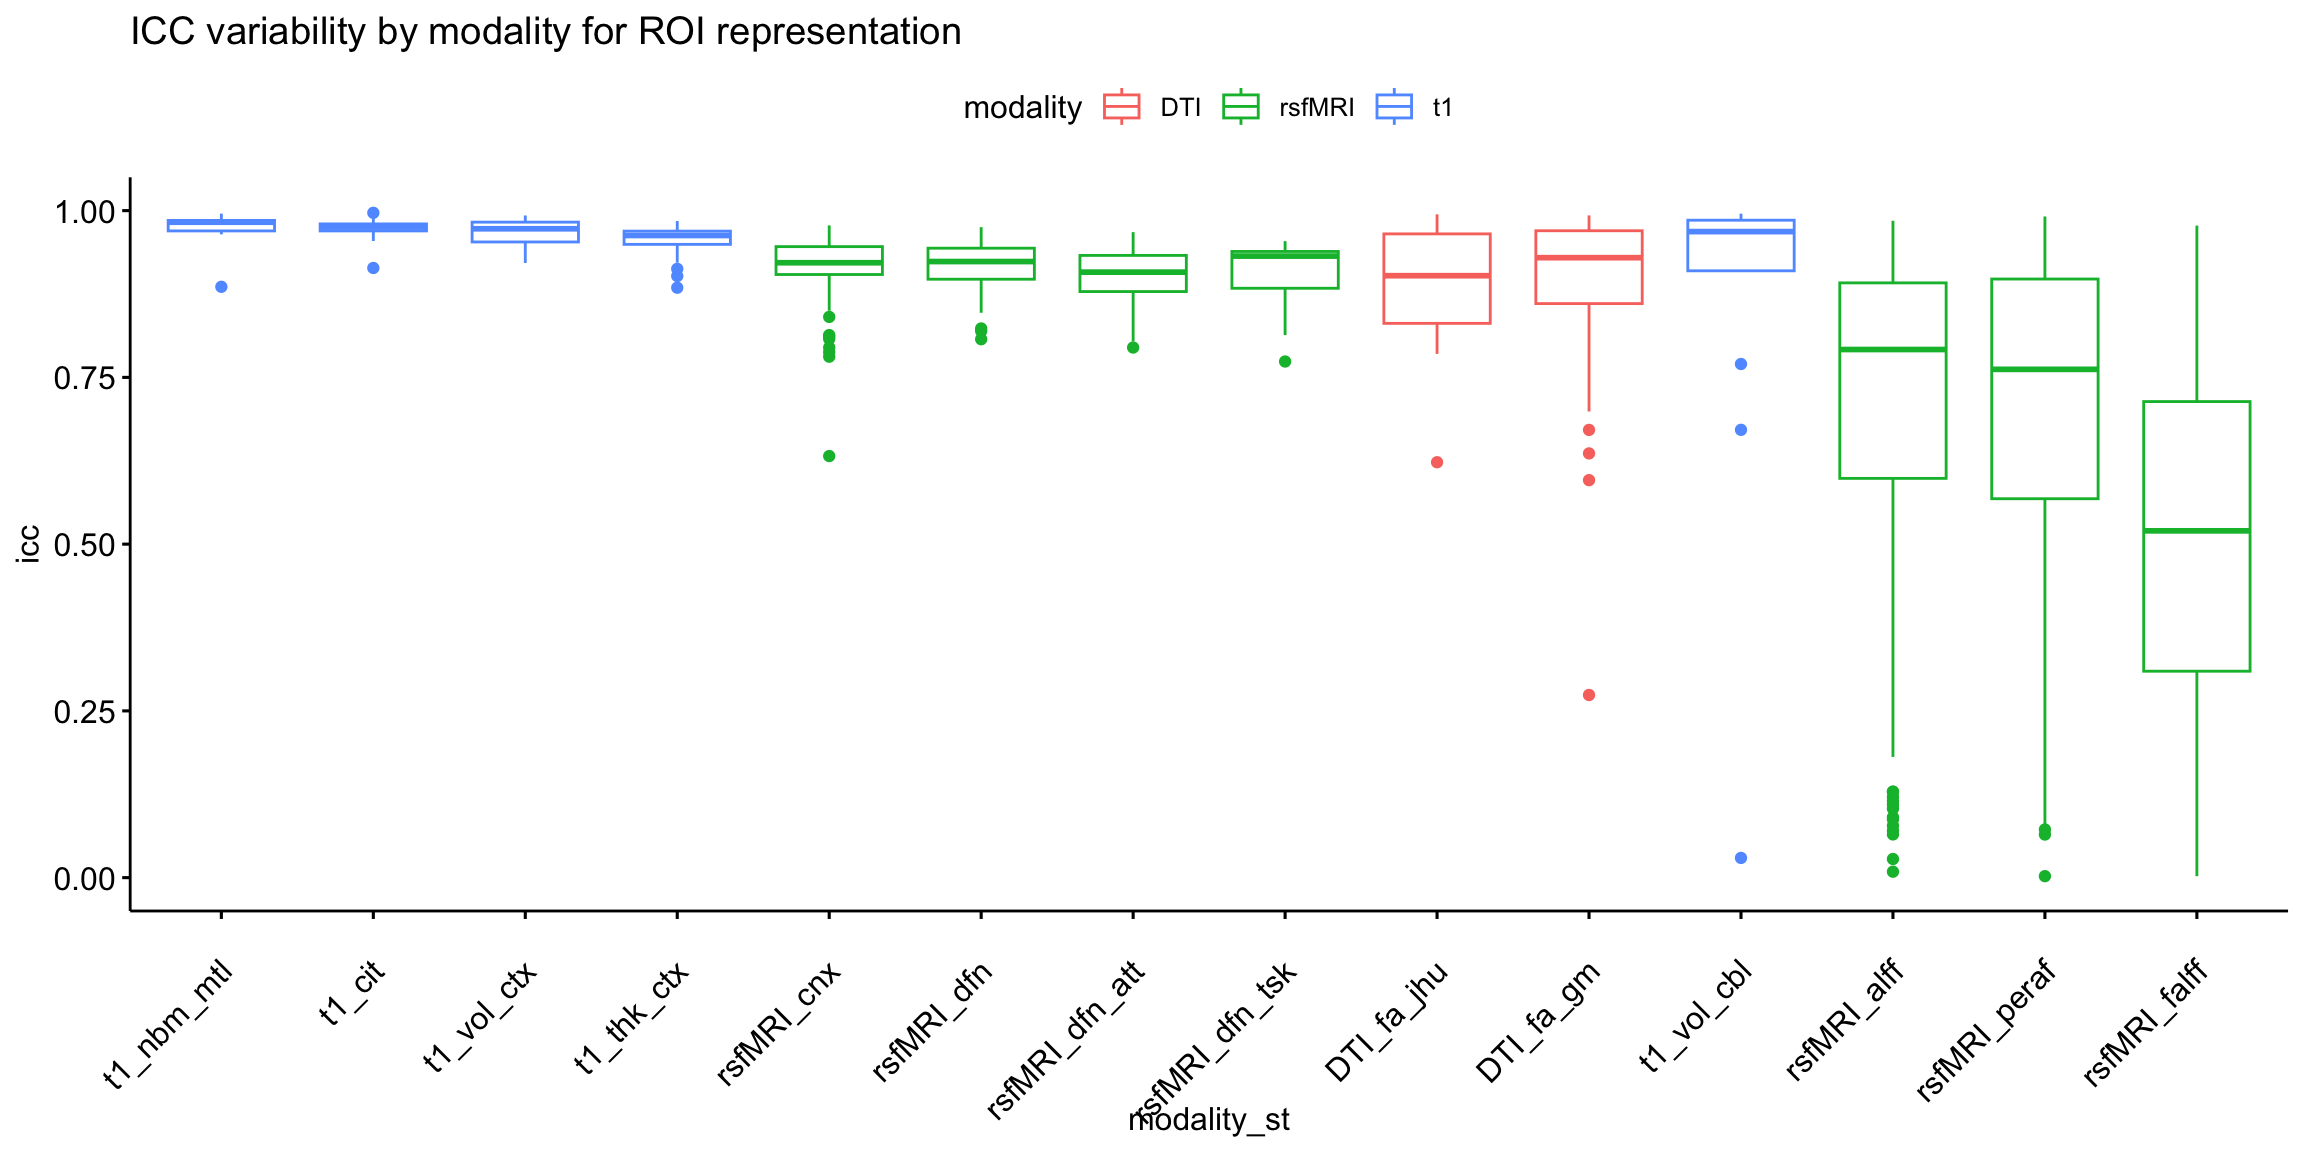 ICC variability by modality for ROI representation
modality DTI rsfMRI t1
1.00
0.75
0.50
0.25
0.00
icc
t1_nbm_mtl
t1_cit
t1_vol_ctx
t1_thk_ctx
rsfMRI_cnx
rsfMRI_dfn
rsfMRI_dfn_att
rsfMRI_dfn_tsk
DTI_fa_jhu
DTI_fa_gm
t1_vol_cbl
rsfMRI_alff
rsfMRI_peraf
rsfMRI_falff
modality_st